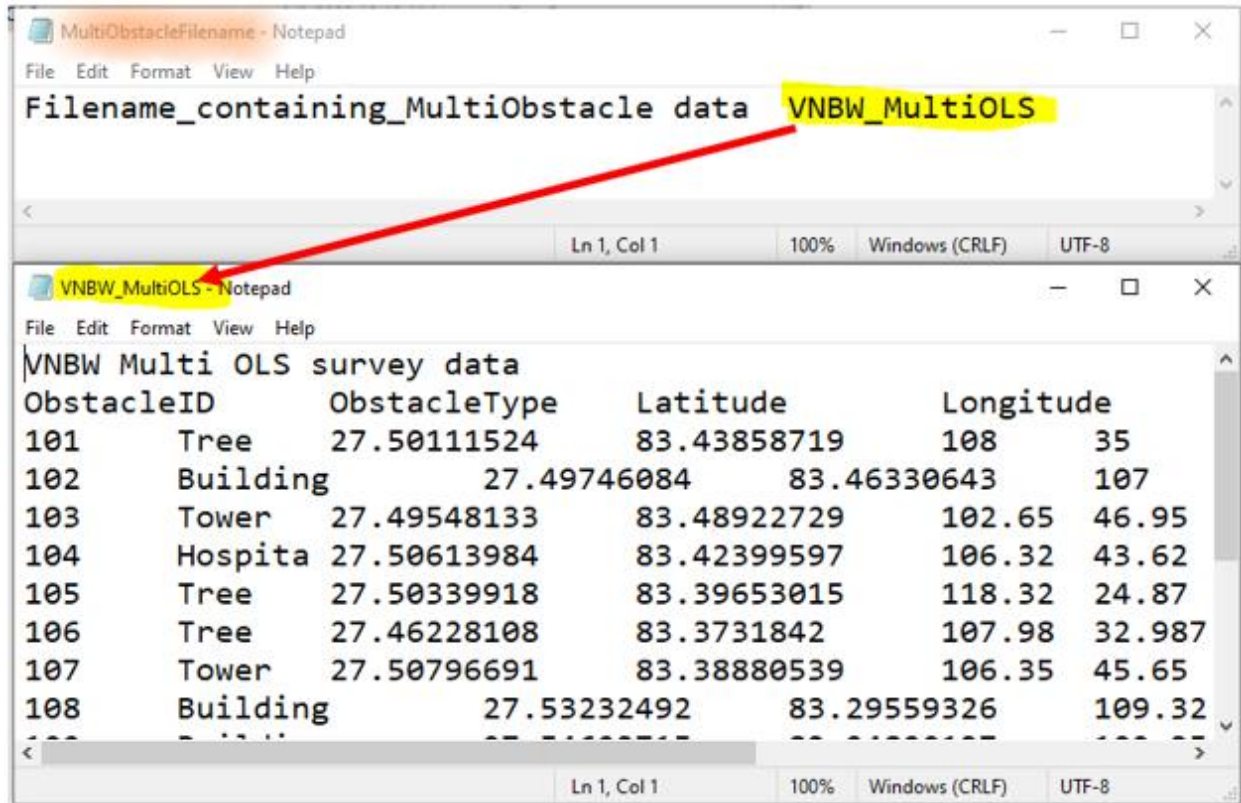 MultiObstacleFilename - Notepad
File Edit Format View Help
Filename_containing_MultiObstacle data VNBW_MultiOLS
Ln 1, Col 1 100% Windows (CRLF) UTF-8
VNBW_MultiOLS - Notepad
File Edit Format View Help
VNBW Multi OLS survey data
ObstacleID ObstacleType Latitude Longitude
101 Tree 27.50111524 83.43858719 108 35
102 Building 27.49746084 83.46330643 107
103 Tower 27.49548133 83.48922729 102.65 46.95
104 Hospita 27.50613984 83.42399597 106.32 43.62
105 Tree 27.50339918 83.39653015 118.32 24.87
106 Tree 27.46228108 83.3731842 107.98 32.987
107 Tower 27.50796691 83.38880539 106.35 45.65
108 Building 27.53232492 83.29559326 109.32
Ln 1, Col 1 100% Windows (CRLF) UTF-8